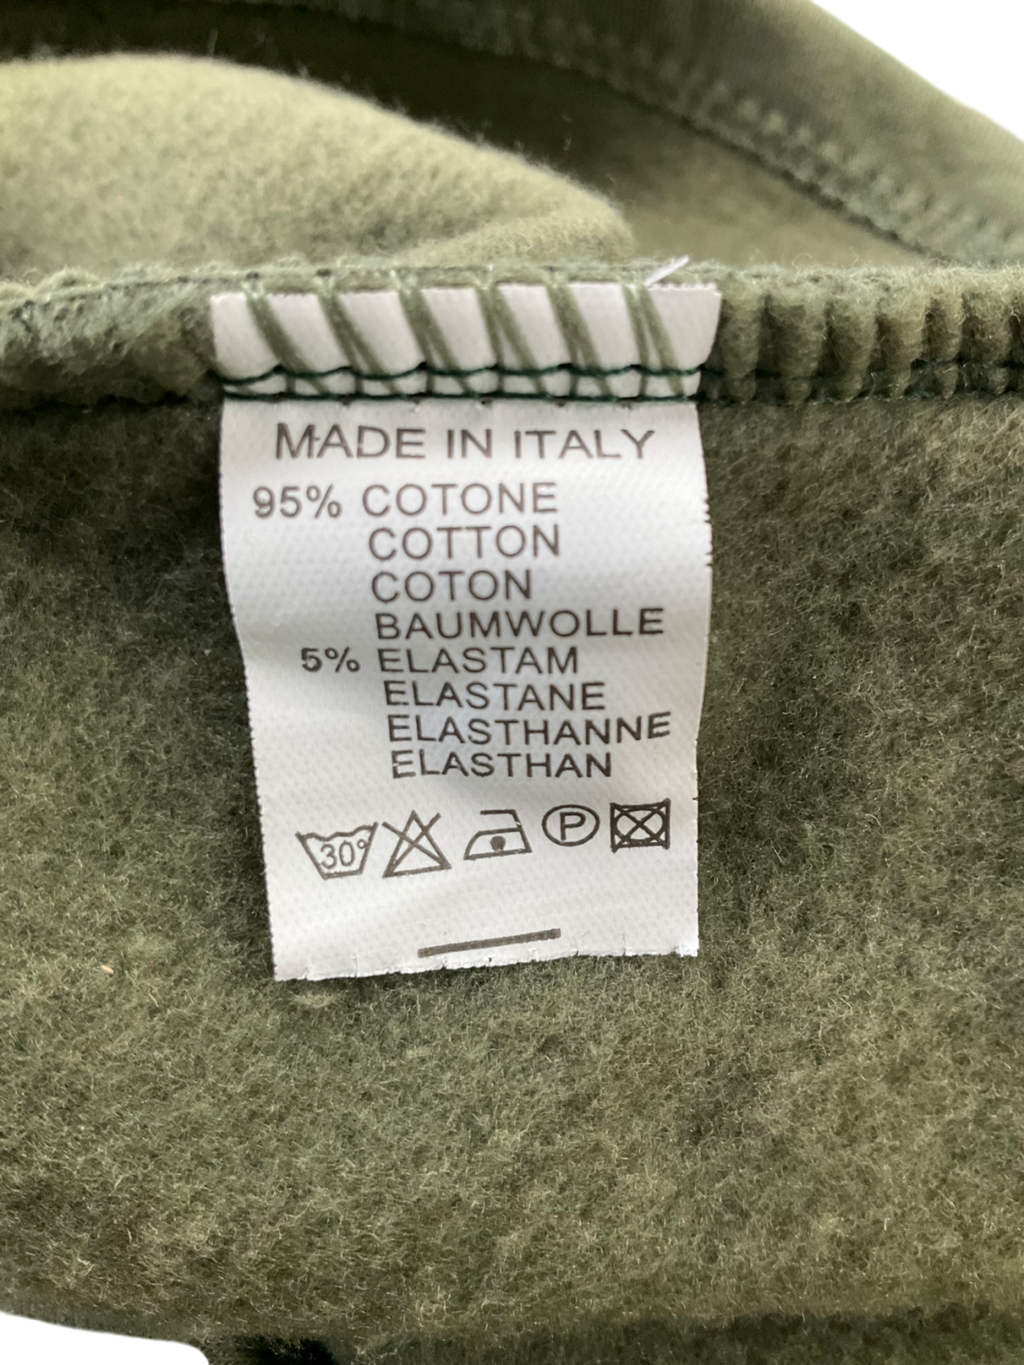 MADE IN ITALY
95% COTONE
COTTON
COTON
BAUMWOLLE
5% ELASTAM
ELASTANE
ELASTHANNE
ELASTHAN
30° P